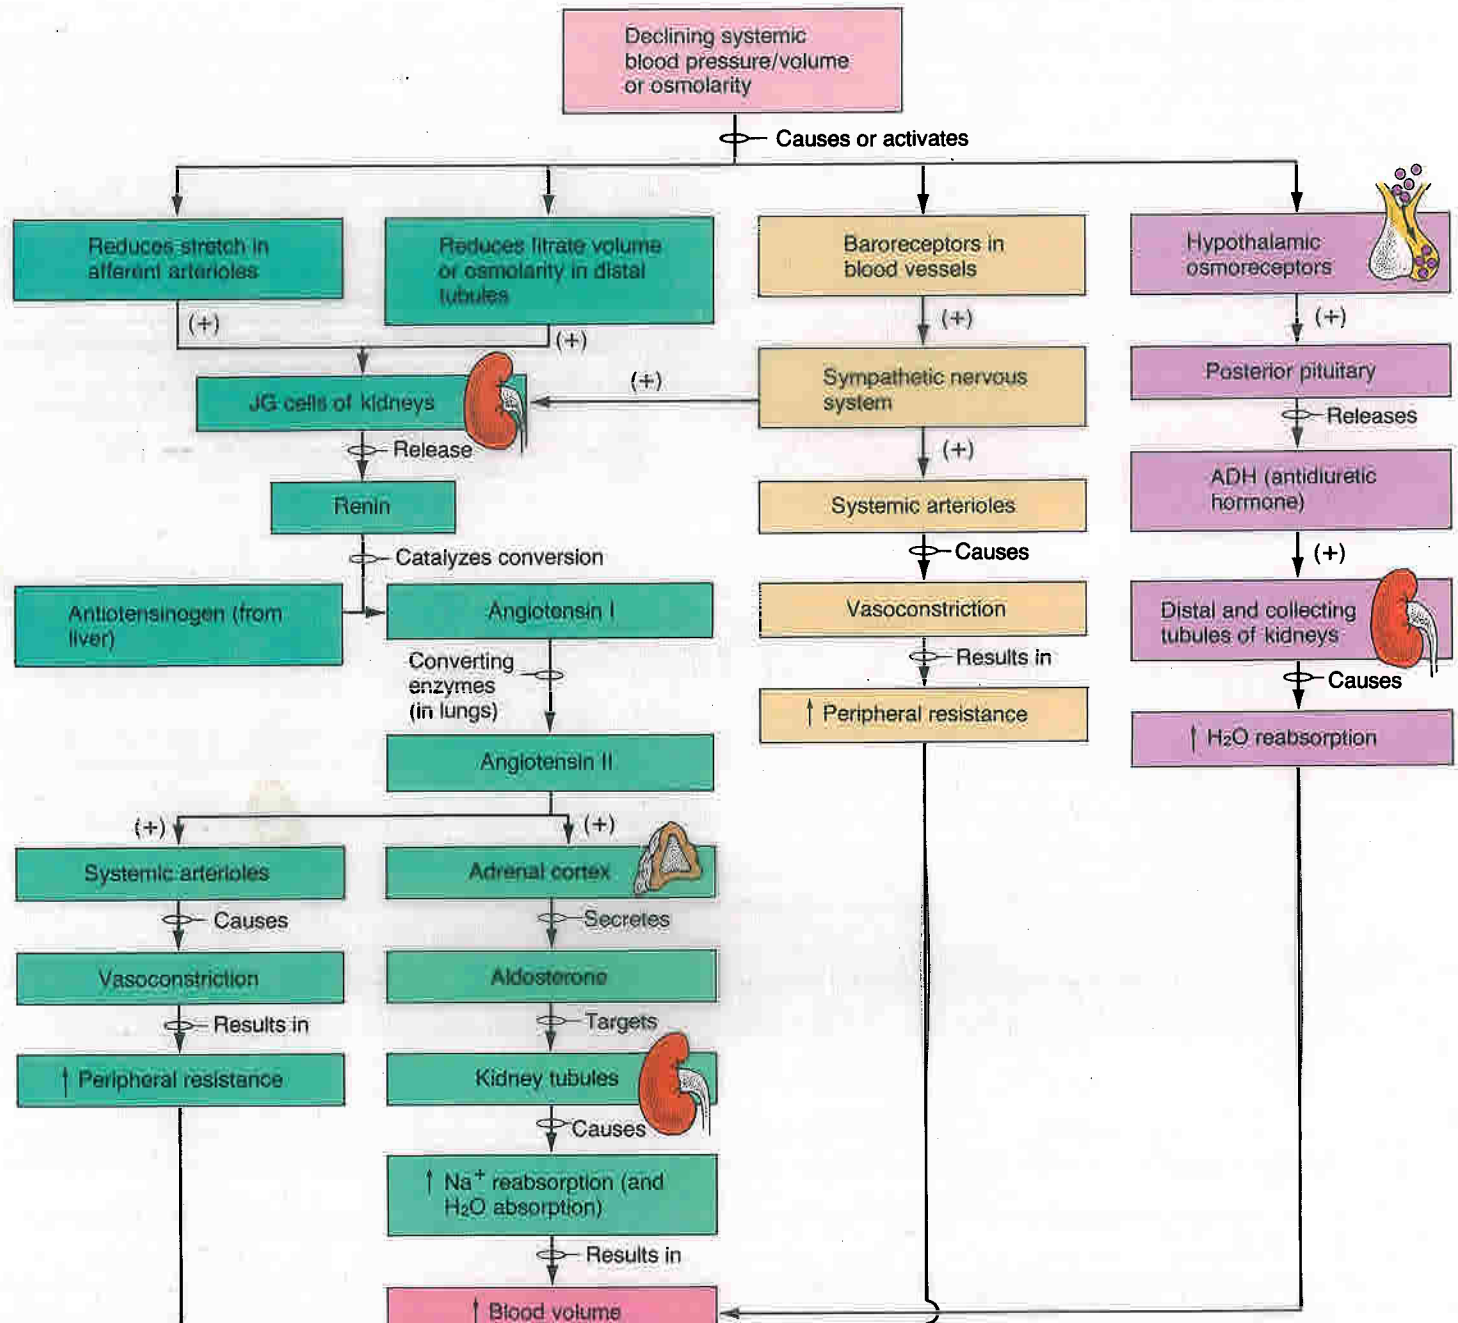 Declining systemic
blood pressure/volume
or osmolarity
Causes or activates
Reduces stretch in
afferent arterioles
Reduces filtrate volume
or osmolarity in distal
tubules
Baroreceptors in
blood vessels
Hypothalamic
osmoreceptors
(+)
(+)
(+)
(+)
JG cells of kidneys
(+)
Sympathetic nervous
system
Posterior pituitary
Release
(+)
Releases
Renin
Systemic arterioles
ADH (antidiuretic
hormone)
Catalyzes conversion
Causes
(+)
Antiotensinogen (from
liver)
Angiotensin I
Vasoconstriction
Distal and collecting
tubules of kidneys
Converting
enzymes
(in lungs)
Results in
Causes
↑ Peripheral resistance
↑ H₂O reabsorption
Angiotensin II
(+)
(+)
Systemic arterioles
Adrenal cortex
Causes
Secretes
Vasoconstriction
Aldosterone
Results in
Targets
↑ Peripheral resistance
Kidney tubules
Causes
↑ Na⁺ reabsorption (and
H₂O absorption)
Results in
↑ Blood volume